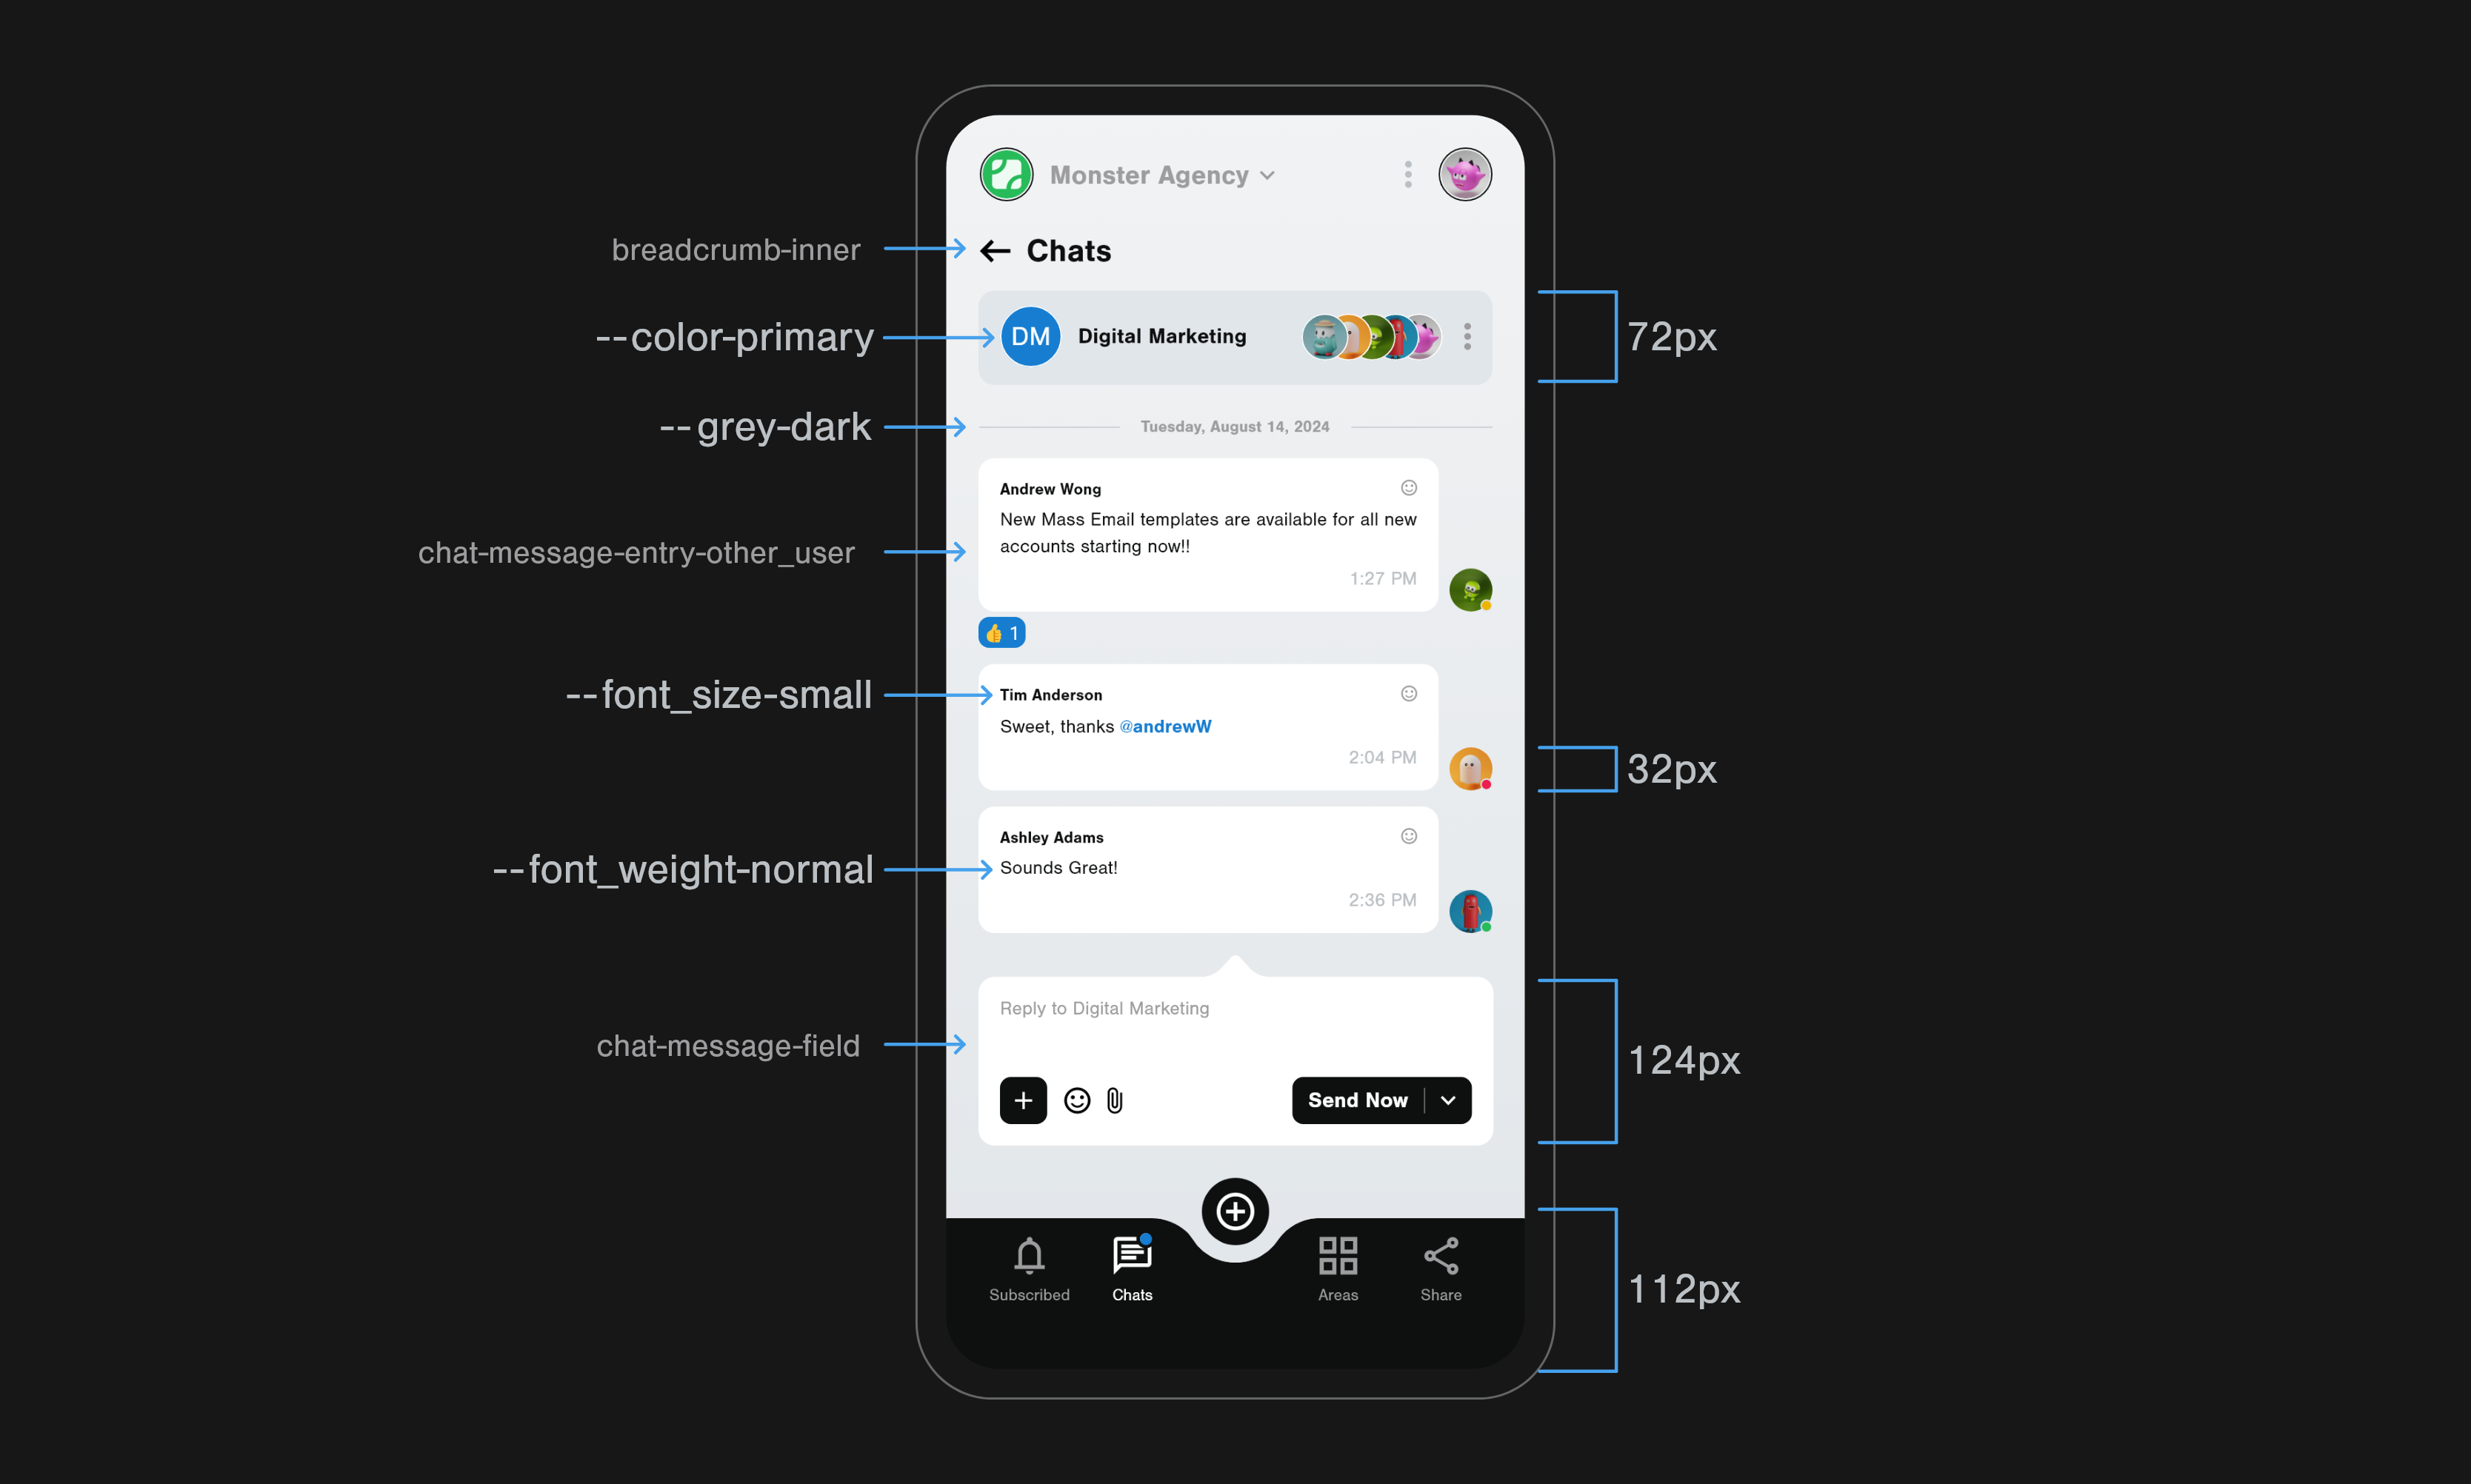 Monster Agency
breadcrumb-inner
Chats
--color-primary
DM
Digital Marketing
72px
--grey-dark
Tuesday, August 14, 2024
Andrew Wong
New Mass Email templates are available for all new
accounts starting now!!
chat-message-entry-other_user
1:27 PM
👍 1
--font_size-small
Tim Anderson
Sweet, thanks @andrewW
2:04 PM
32px
Ashley Adams
--font_weight-normal
Sounds Great!
2:36 PM
Reply to Digital Marketing
chat-message-field
124px
Send Now
Subscribed
Chats
Areas
Share
112px